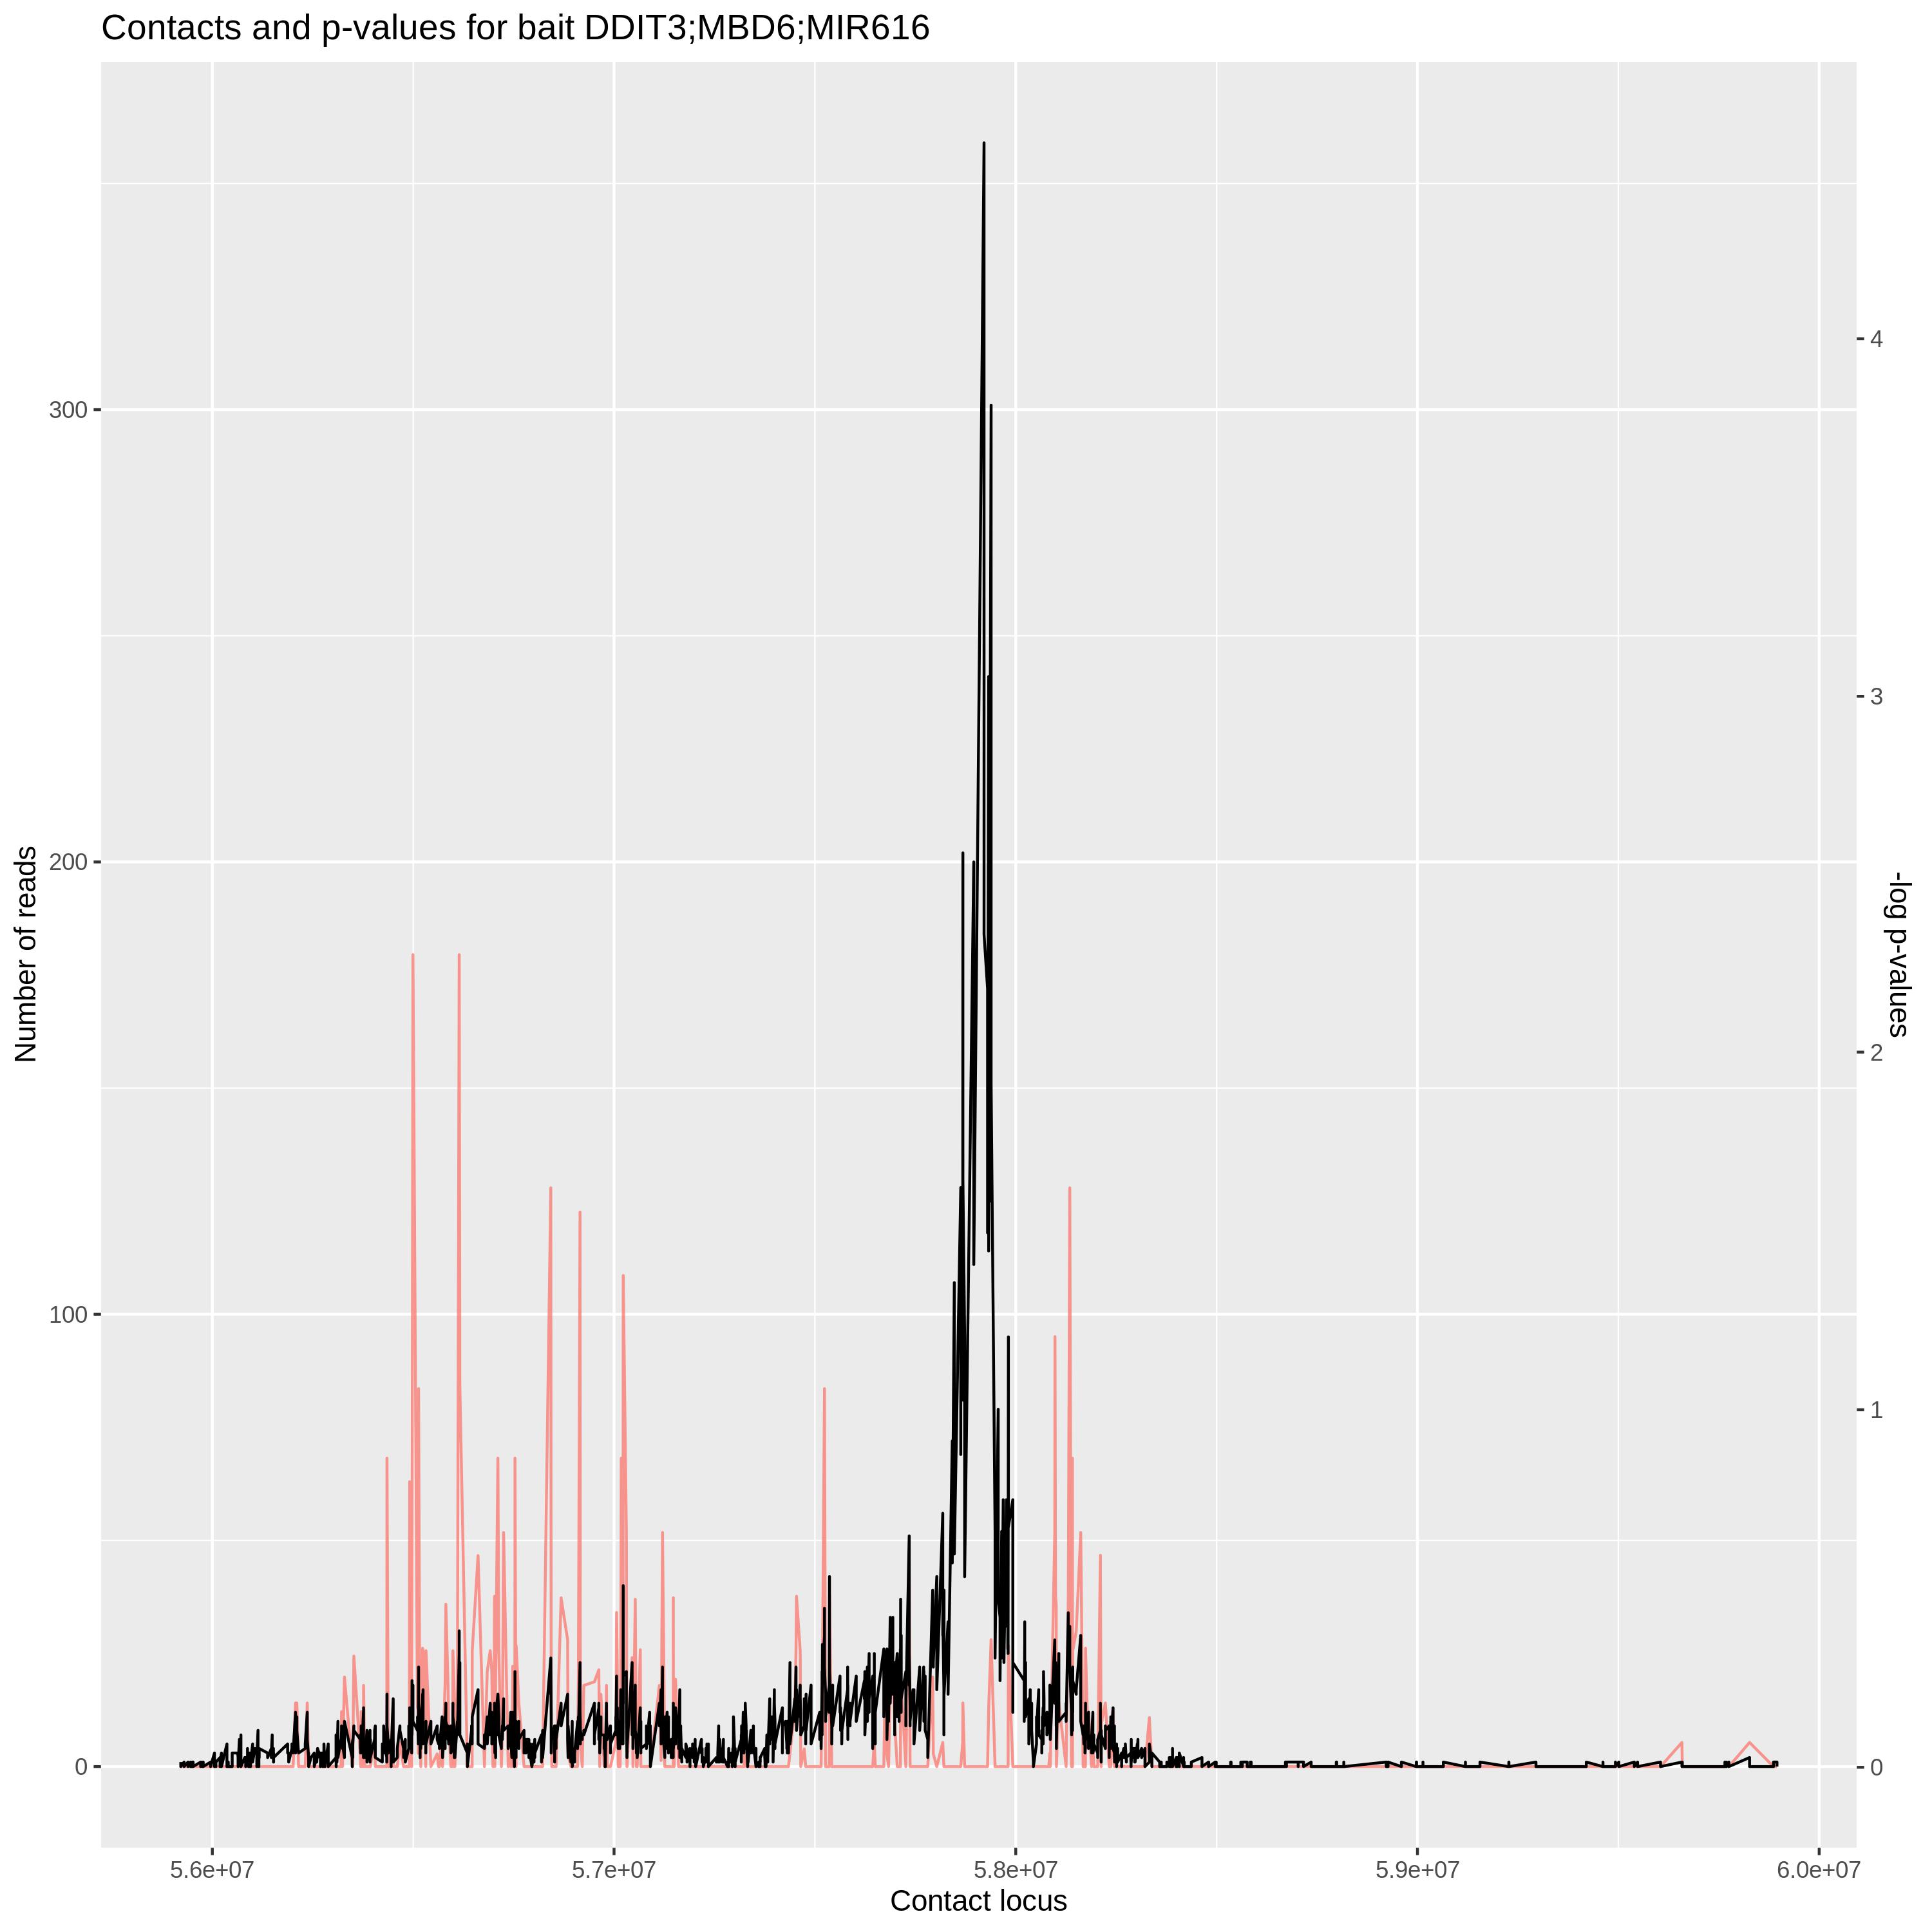 Contacts and p-values for bait DDIT3;MBD6;MIR616
Number of reads
300
200
100
0
-log p-values
4
3
2
1
0
5.6e+07 5.7e+07 5.8e+07 5.9e+07 6.0e+07
Contact locus